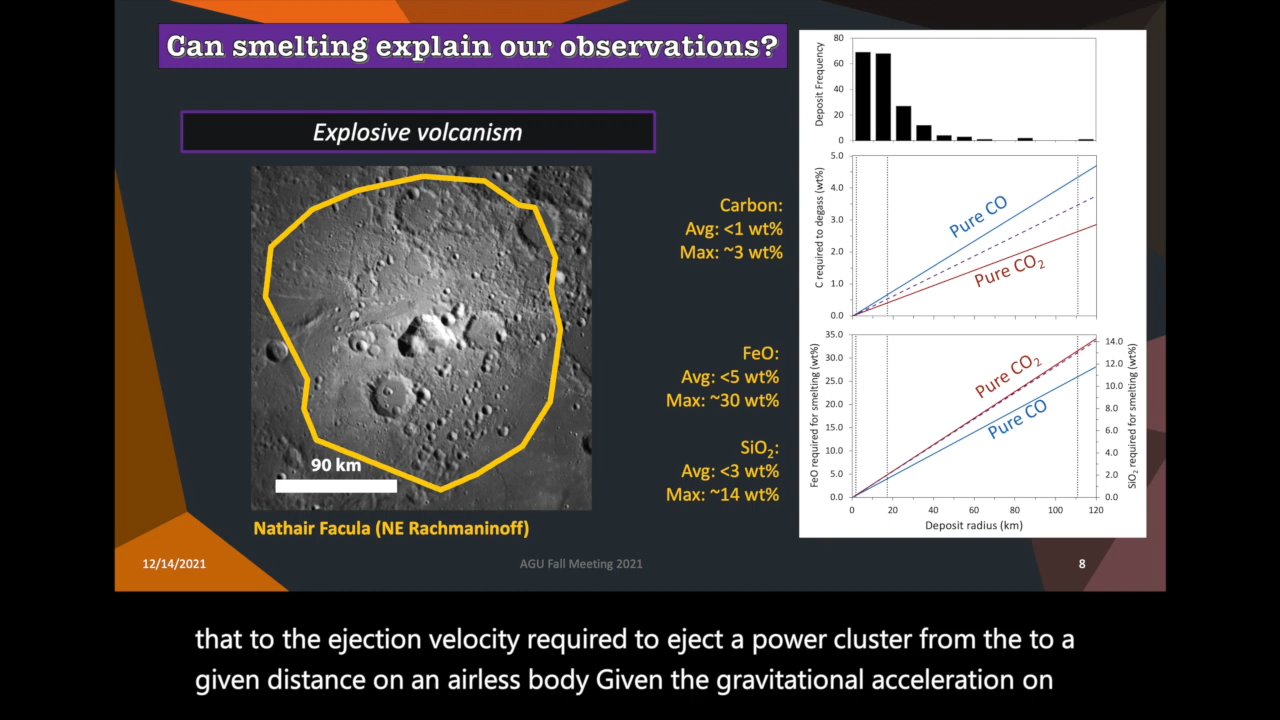 Can smelting explain our observations?
Explosive volcanism
90 km
Nathair Facula (NE Rachmaninoff)
Carbon:
Avg: <1 wt%
Max: ~3 wt%
FeO:
Avg: <5 wt%
Max: ~30 wt%
SiO₂:
Avg: <3 wt%
Max: ~14 wt%
Deposit Frequency
80
60
40
20
0
C required to degass (wt%)
5.0
4.0
3.0
2.0
1.0
0.0
Pure CO
Pure CO₂
FeO required for smelting (wt%)
35.0
30.0
25.0
20.0
15.0
10.0
5.0
0.0
Pure CO₂
Pure CO
14.0
12.0
10.0
8.0
6.0
4.0
2.0
0.0
SiO₂ required for smelting (wt%)
0 20 40 60 80 100 120
Deposit radius (km)
12/14/2021
AGU Fall Meeting 2021
8
that to the ejection velocity required to eject a power cluster from the to a
given distance on an airless body Given the gravitational acceleration on